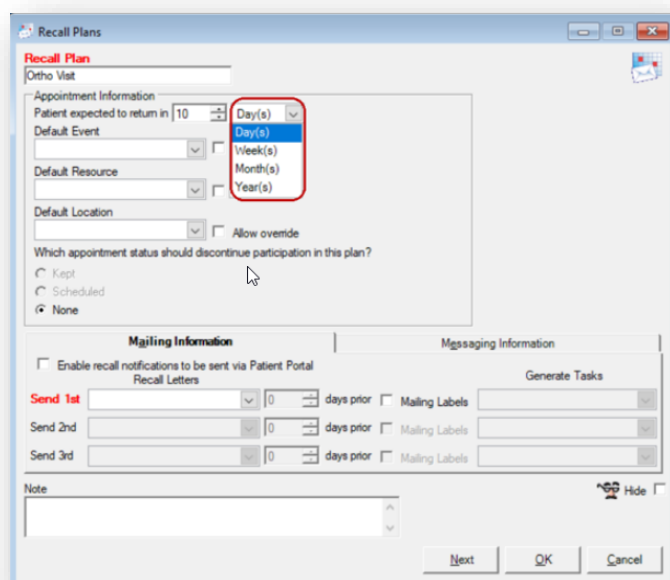 Recall Plans
Recall Plan
Ortho Visit
Appointment Information
Patient expected to return in 10 Day(s)
Day(s)
Week(s)
Month(s)
Year(s)
Default Event
Default Resource
Default Location
Allow override
Which appointment status should discontinue participation in this plan?
Kept
Scheduled
None
Mailing Information Messaging Information
Enable recall notifications to be sent via Patient Portal
Recall Letters Generate Tasks
Send 1st 0 days prior Mailing Labels
Send 2nd 0 days prior Mailing Labels
Send 3rd 0 days prior Mailing Labels
Note Hide
Next OK Cancel